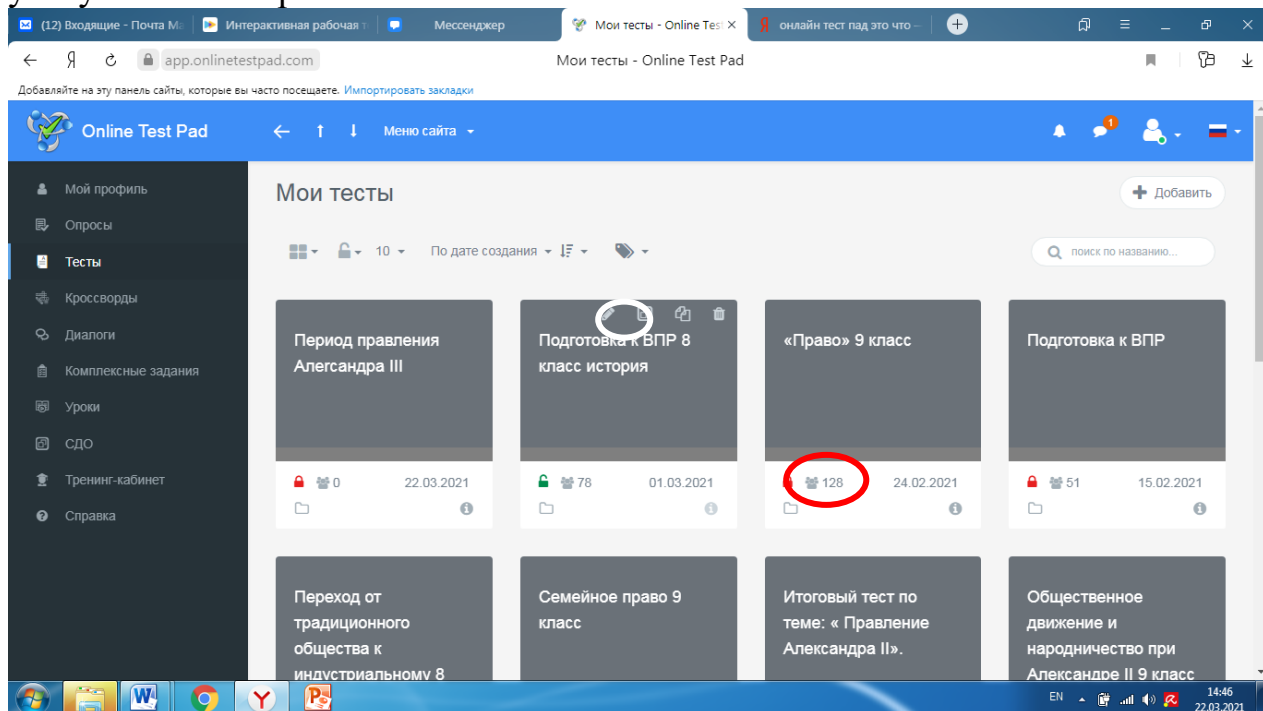 (12) Входящие - Почта Ма
Интерактивная рабочая т
Мессенджер
Мои тесты - Online Test
онлайн тест пад это что —
app.onlinetestpad.com
Мои тесты - Online Test Pad
Добавляйте на эту панель сайты, которые вы часто посещаете. Импортировать закладки
Online Test Pad
Меню сайта
1
Мой профиль
Опросы
Тесты
Кроссворды
Диалоги
Комплексные задания
Уроки
СДО
Тренинг-кабинет
Справка
Мои тесты
Добавить
10
По дате создания
поиск по названию...
Период правления
Алегсандра III
0
22.03.2021
Подготовка к ВПР 8
класс история
78
01.03.2021
«Право» 9 класс
128
24.02.2021
Подготовка к ВПР
51
15.02.2021
Переход от
традиционного
общества к
индустриальному 8
Семейное право 9
класс
Итоговый тест по
теме: « Правление
Александра II».
Общественное
движение и
народничество при
Александре II 9 класс
EN
14:46
22.03.2021